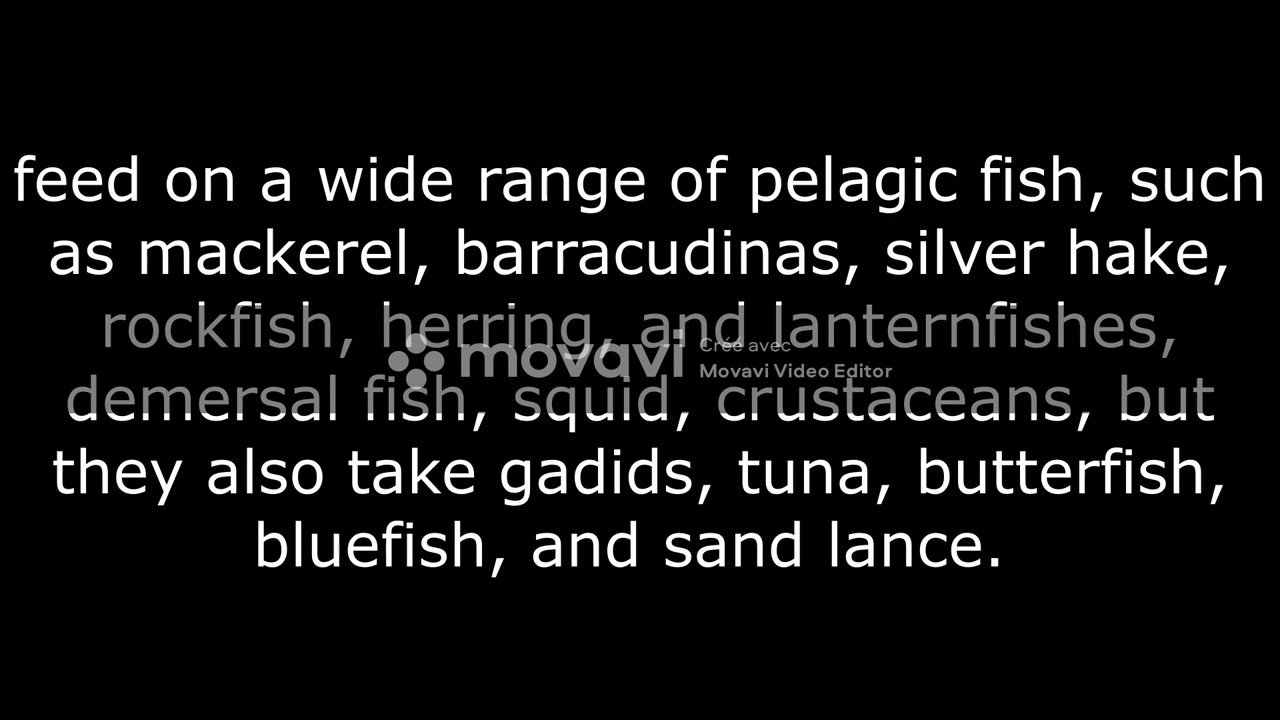 feed on a wide range of pelagic fish, such
as mackerel, barracudinas, silver hake,
rockfish, herring, and lanternfishes,
movavi
Créé avec
Movavi Video Editor
demersal fish, squid, crustaceans, but
they also take gadids, tuna, butterfish,
bluefish, and sand lance.